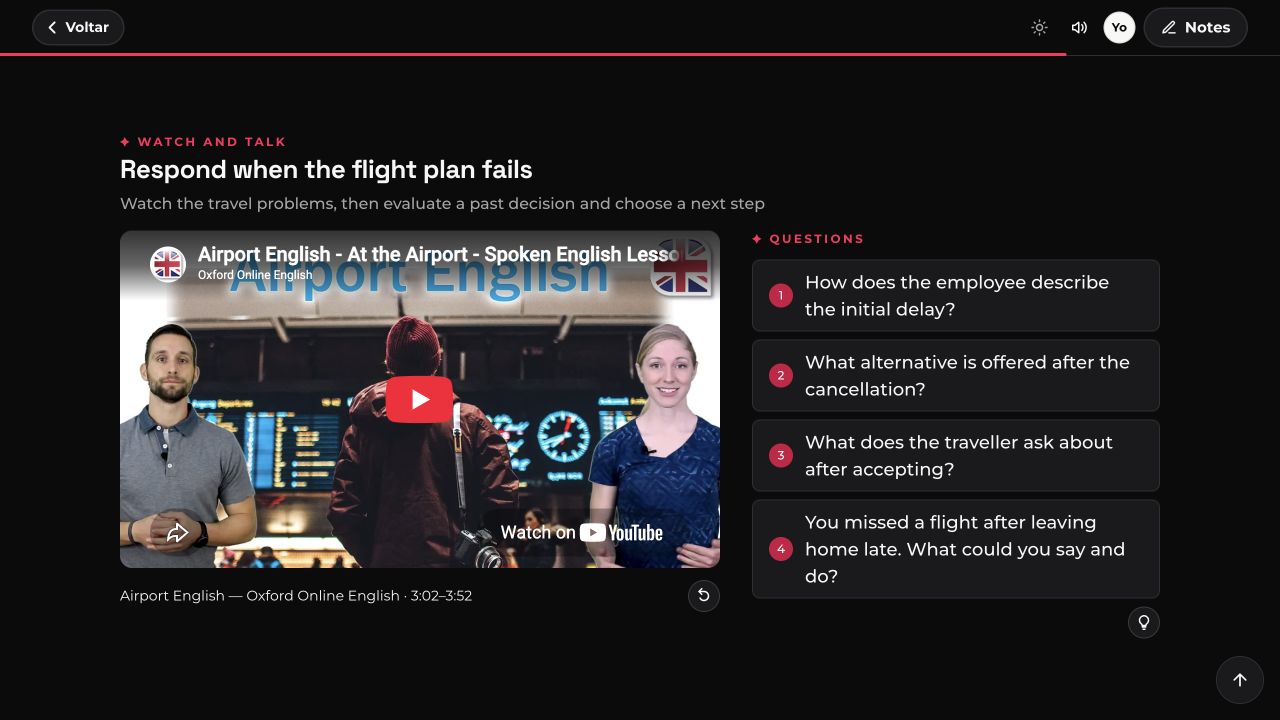 Voltar
Yo
Notes
WATCH AND TALK
Respond when the flight plan fails
Watch the travel problems, then evaluate a past decision and choose a next step
Airport English - At the Airport - Spoken English Lesso
Oxford Online English
Airport English
Watch on YouTube
Airport English — Oxford Online English · 3:02–3:52
QUESTIONS
1
How does the employee describe
the initial delay?
2
What alternative is offered after the
cancellation?
3
What does the traveller ask about
after accepting?
4
You missed a flight after leaving
home late. What could you say and
do?